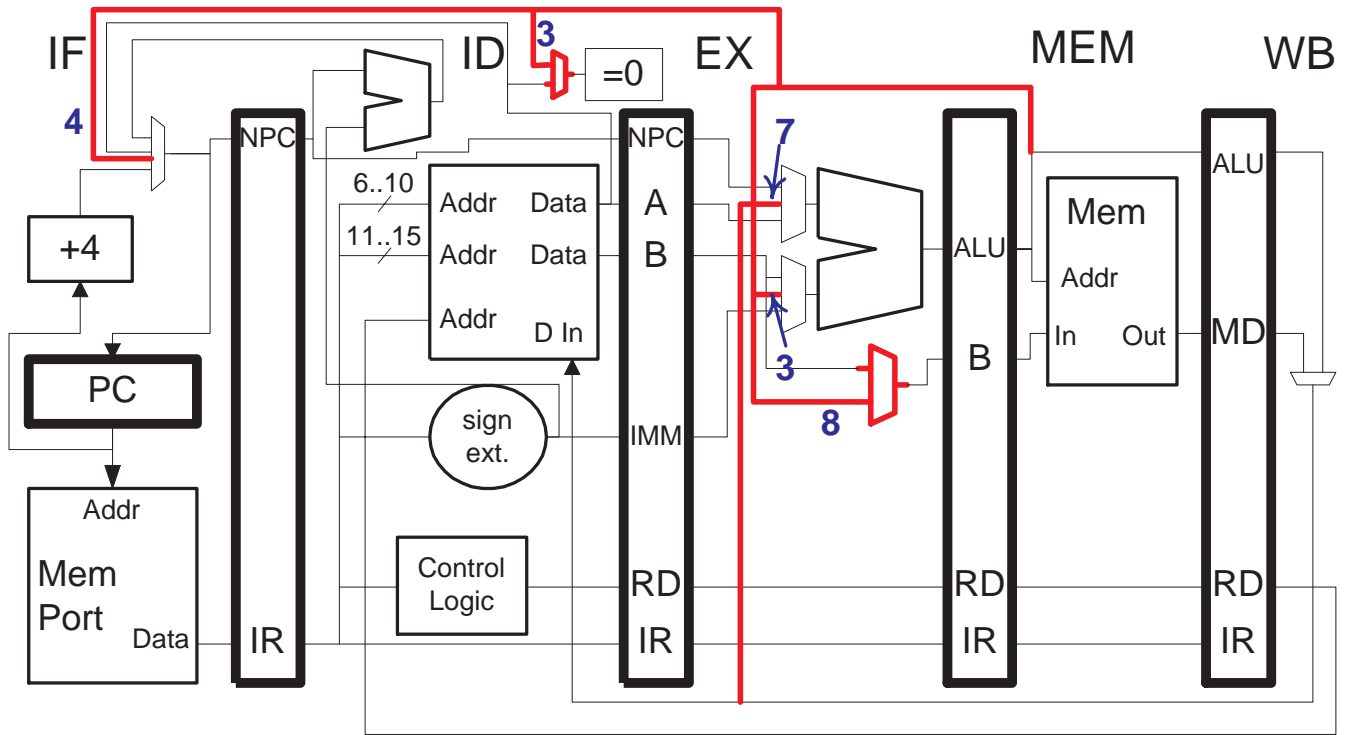 IF
ID
EX
MEM
WB
3
=0
4
NPC
NPC
7
6..10
11..15
+4
Addr
Data
Addr
Data
Addr
D In
A
B
ALU
B
Mem
Addr
In
Out
ALU
MD
3
8
PC
sign
ext.
IMM
Addr
Mem
Port
Data
Control
Logic
RD
RD
RD
IR
IR
IR
IR